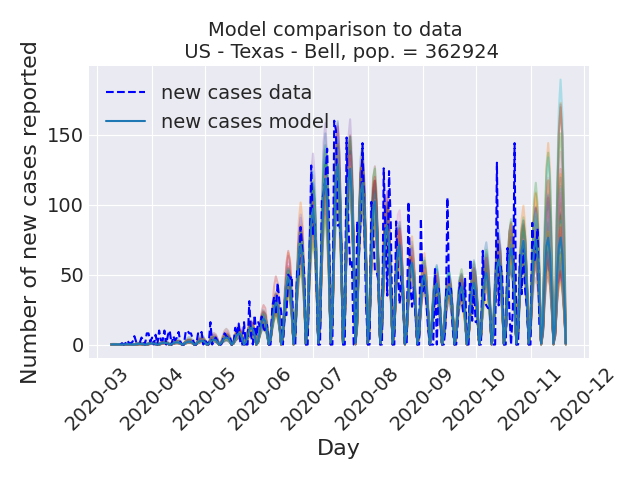 Model comparison to data
US - Texas - Bell, pop. = 362924
Number of new cases reported
150
100
50
0
new cases data
new cases model
2020-03
2020-04
2020-05
2020-06
2020-07
2020-08
2020-09
2020-10
2020-11
2020-12
Day